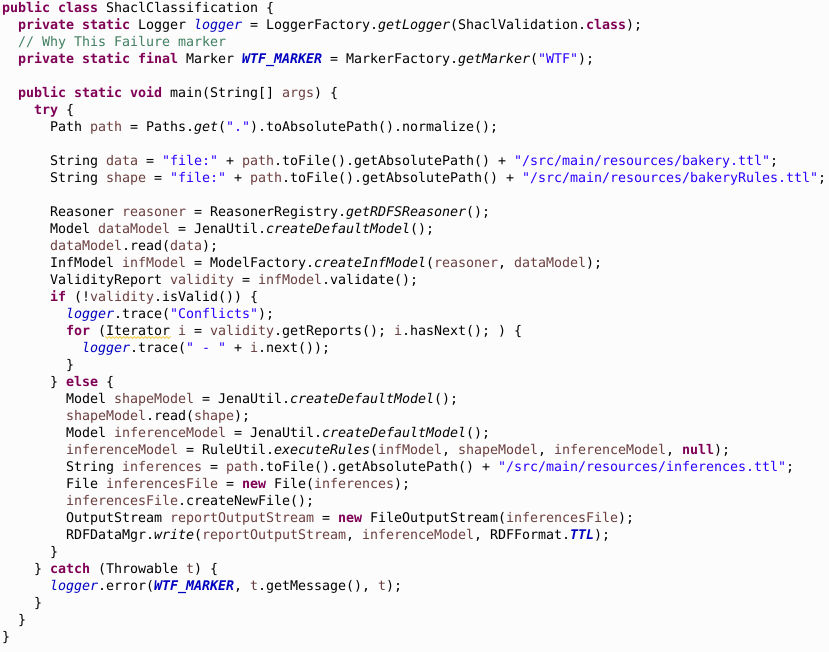 public class ShaclClassification {
  private static Logger logger = LoggerFactory.getLogger(ShaclValidation.class);
  // Why This Failure marker
  private static final Marker WTF_MARKER = MarkerFactory.getMarker("WTF");

  public static void main(String[] args) {
    try {
      Path path = Paths.get(".").toAbsolutePath().normalize();

      String data = "file:" + path.toFile().getAbsolutePath() + "/src/main/resources/bakery.ttl";
      String shape = "file:" + path.toFile().getAbsolutePath() + "/src/main/resources/bakeryRules.ttl";

      Reasoner reasoner = ReasonerRegistry.getRDFSReasoner();
      Model dataModel = JenaUtil.createDefaultModel();
      dataModel.read(data);
      InfModel infModel = ModelFactory.createInfModel(reasoner, dataModel);
      ValidityReport validity = infModel.validate();
      if (!validity.isValid()) {
        logger.trace("Conflicts");
        for (Iterator i = validity.getReports(); i.hasNext(); ) {
          logger.trace(" - " + i.next());
        }
      } else {
        Model shapeModel = JenaUtil.createDefaultModel();
        shapeModel.read(shape);
        Model inferenceModel = JenaUtil.createDefaultModel();
        inferenceModel = RuleUtil.executeRules(infModel, shapeModel, inferenceModel, null);
        String inferences = path.toFile().getAbsolutePath() + "/src/main/resources/inferences.ttl";
        File inferencesFile = new File(inferences);
        inferencesFile.createNewFile();
        OutputStream reportOutputStream = new FileOutputStream(inferencesFile);
        RDFDataMgr.write(reportOutputStream, inferenceModel, RDFFormat.TTL);
      }
    } catch (Throwable t) {
      logger.error(WTF_MARKER, t.getMessage(), t);
    }
  }
}